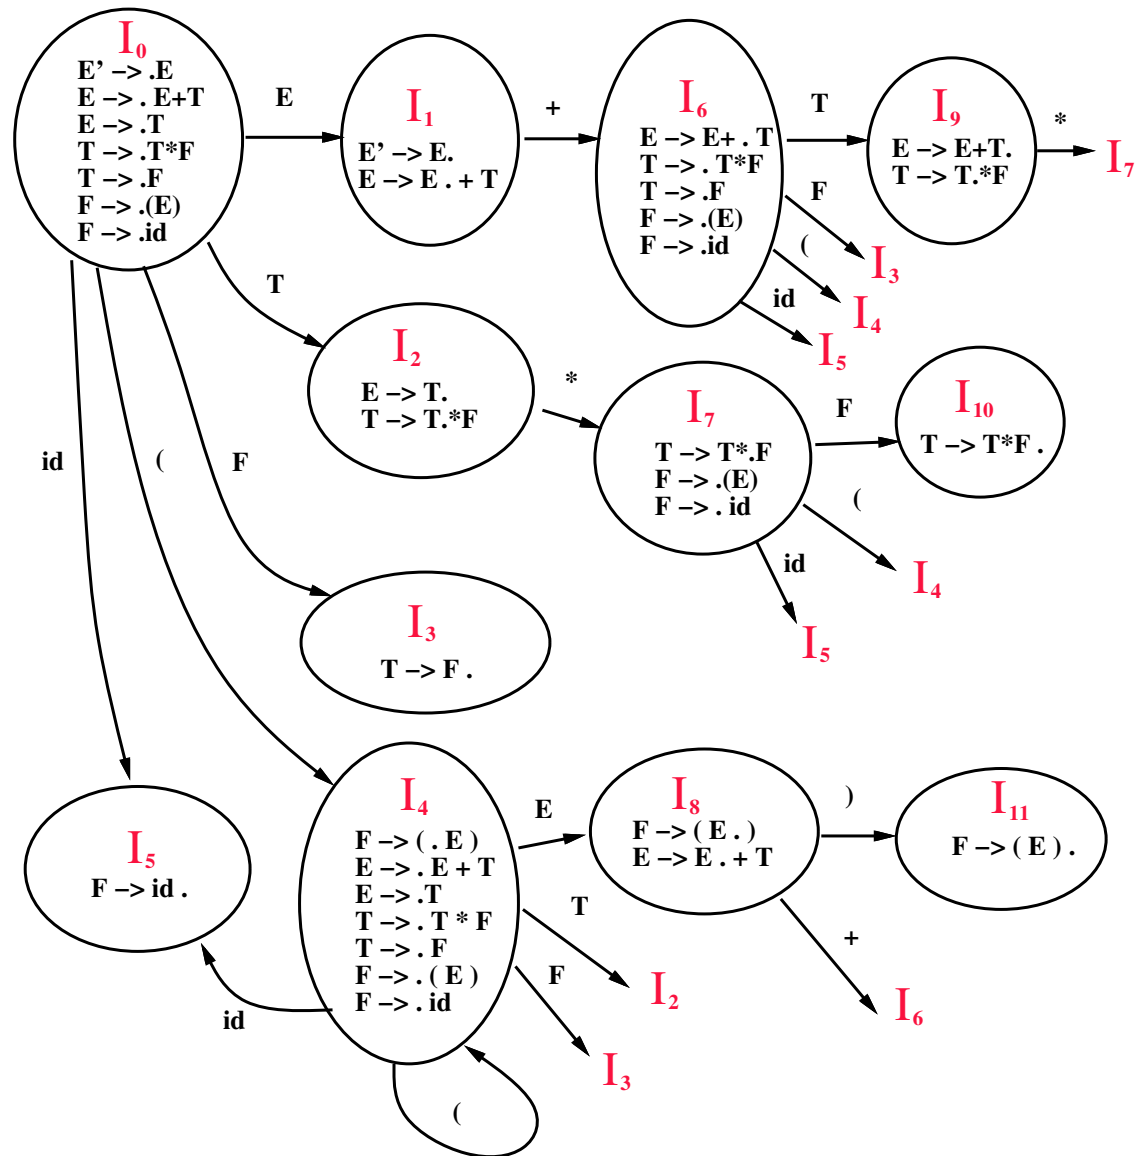 I0
E’ –> .E
E –> . E+T
E –> .T
T –> .T*F
T –> .F
F –> .(E)
F –> .id
E
I1
E’ –> E.
E –> E . + T
+
I6
E –> E+ . T
T –> . T*F
T –> .F
F –> .(E)
F –> .id
T
I9
E –> E+T.
T –> T.*F
*
I7
F
I3
(
I4
id
I5
T
I2
E –> T.
T –> T.*F
*
I7
T –> T*.F
F –> .(E)
F –> . id
F
I10
T –> T*F .
(
I4
id
I5
id
(
F
I3
T –> F .
I5
F –> id .
I4
F –> ( . E )
E –> . E + T
E –> .T
T –> . T * F
T –> . F
F –> . ( E )
F –> . id
E
I8
F –> ( E . )
E –> E . + T
)
I11
F –> ( E ) .
T
I2
F
I3
+
I6
id
(